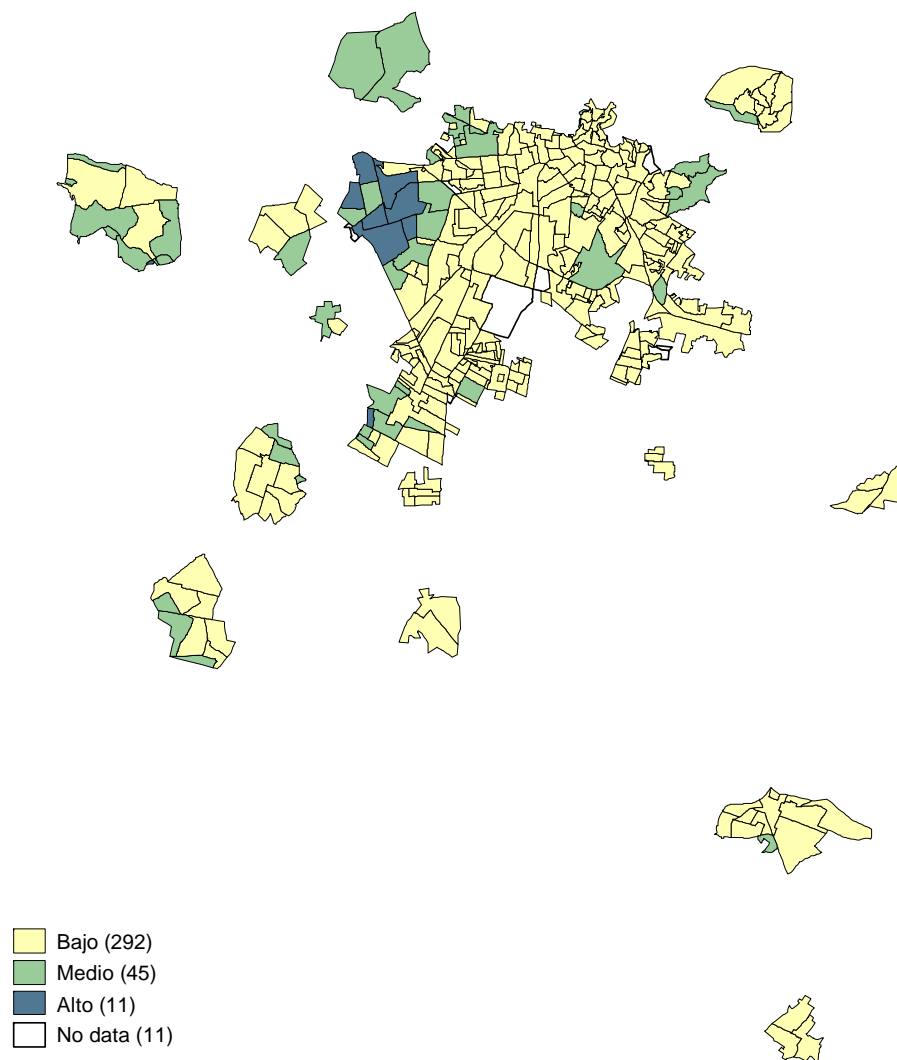 Bajo (292)
Medio (45)
Alto (11)
No data (11)